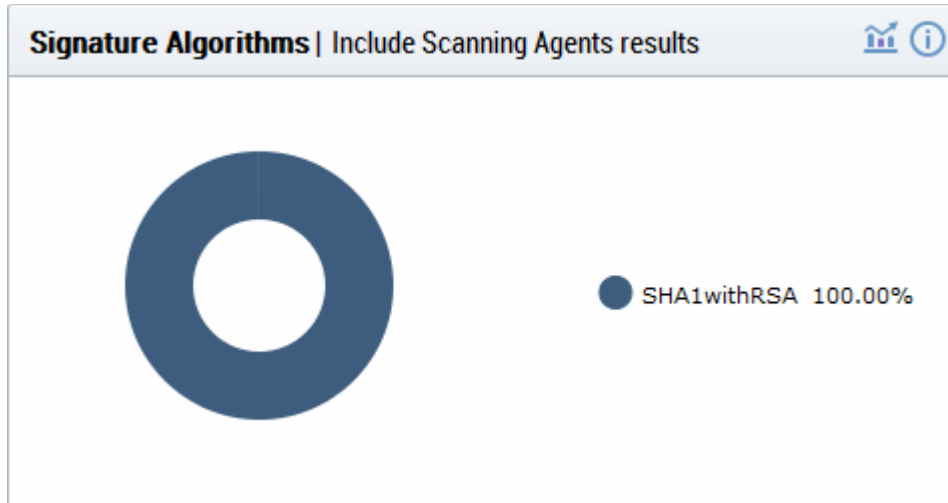 Signature Algorithms | Include Scanning Agents results
SHA1withRSA 100.00%